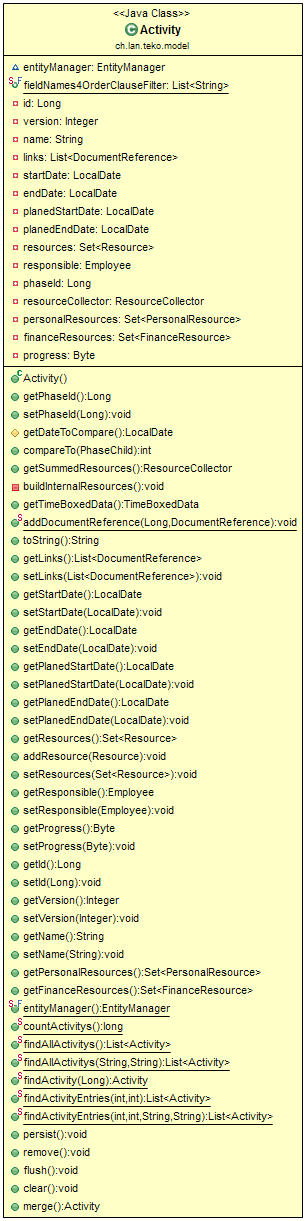 <<Java Class>>
Activity
ch.lan.teko.model
entityManager: EntityManager
fieldNames4OrderClauseFilter: List<String>
id: Long
version: Integer
name: String
links: List<DocumentReference>
startDate: LocalDate
endDate: LocalDate
planedStartDate: LocalDate
planedEndDate: LocalDate
resources: Set<Resource>
responsible: Employee
phaseId: Long
resourceCollector: ResourceCollector
personalResources: Set<PersonalResource>
financeResources: Set<FinanceResource>
progress: Byte
Activity()
getPhaseId():Long
setPhaseId(Long):void
getDateToCompare():LocalDate
compareTo(PhaseChild):int
getSummedResources():ResourceCollector
buildInternalResources():void
getTimeBoxedData():TimeBoxedData
addDocumentReference(Long,DocumentReference):void
toString():String
getLinks():List<DocumentReference>
setLinks(List<DocumentReference>):void
getStartDate():LocalDate
setStartDate(LocalDate):void
getEndDate():LocalDate
setEndDate(LocalDate):void
getPlanedStartDate():LocalDate
setPlanedStartDate(LocalDate):void
getPlanedEndDate():LocalDate
setPlanedEndDate(LocalDate):void
getResources():Set<Resource>
addResource(Resource):void
setResources(Set<Resource>):void
getResponsible():Employee
setResponsible(Employee):void
getProgress():Byte
setProgress(Byte):void
getId():Long
setId(Long):void
getVersion():Integer
setVersion(Integer):void
getName():String
setName(String):void
getPersonalResources():Set<PersonalResource>
getFinanceResources():Set<FinanceResource>
entityManager():EntityManager
countActivitys():long
findAllActivitys():List<Activity>
findAllActivitys(String,String):List<Activity>
findActivity(Long):Activity
findActivityEntries(int,int):List<Activity>
findActivityEntries(int,int,String,String):List<Activity>
persist():void
remove():void
flush():void
clear():void
merge():Activity